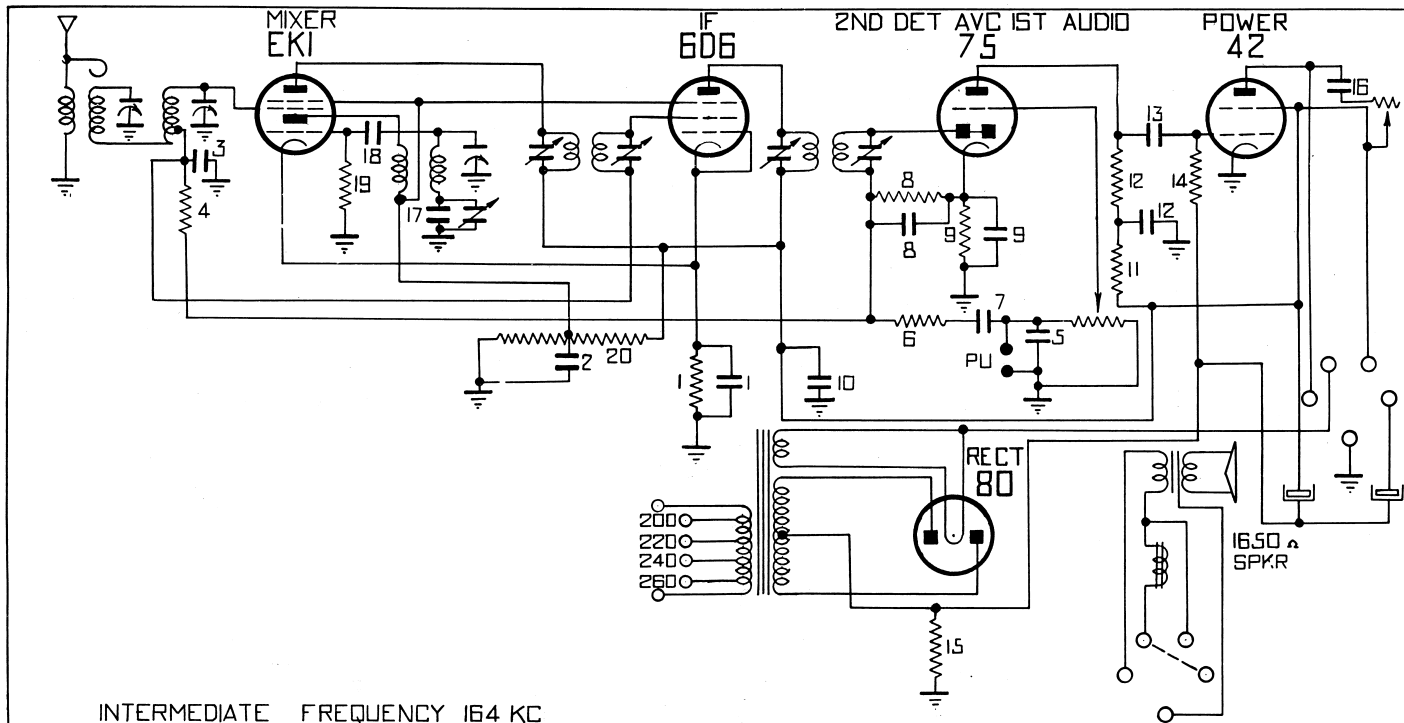 MIXER
EK1
IF
6D6
2ND DET AVC 1ST AUDIO
75
POWER
42
16
3
18
19
4
17
8
8
9
9
13
12
14
12
11
20
2
1
1
10
6
7
5
PU
RECT
80
200
220
240
260
15
1650 Ω
SPKR
INTERMEDIATE FREQUENCY 164 KC